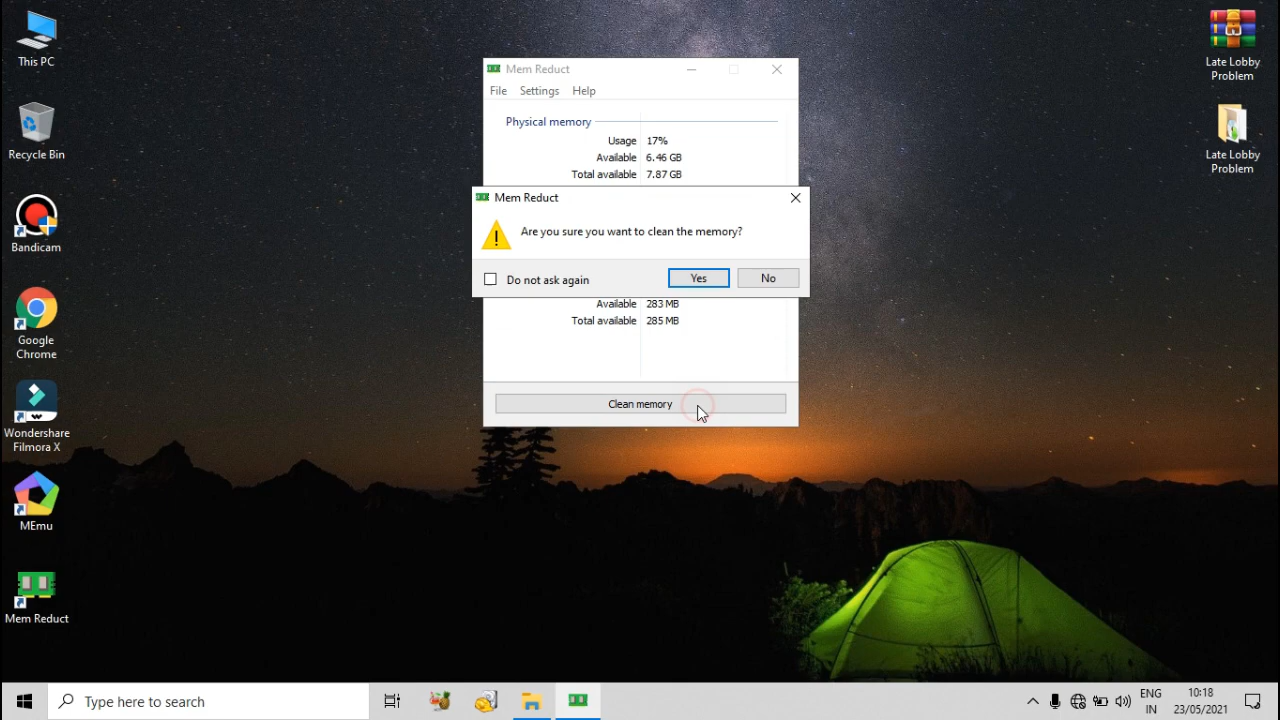 This PC
Recycle Bin
Bandicam
Google
Chrome
Wondershare
Filmora X
MEmu
Mem Reduct
Late Lobby
Problem
Late Lobby
Problem
Mem Reduct
File Settings Help
Physical memory
Usage 17%
Available 6.46 GB
Total available 7.87 GB
Mem Reduct
Are you sure you want to clean the memory?
Do not ask again
Yes
No
Available 283 MB
Total available 285 MB
Clean memory
Type here to search
ENG
IN
10:18
23/05/2021